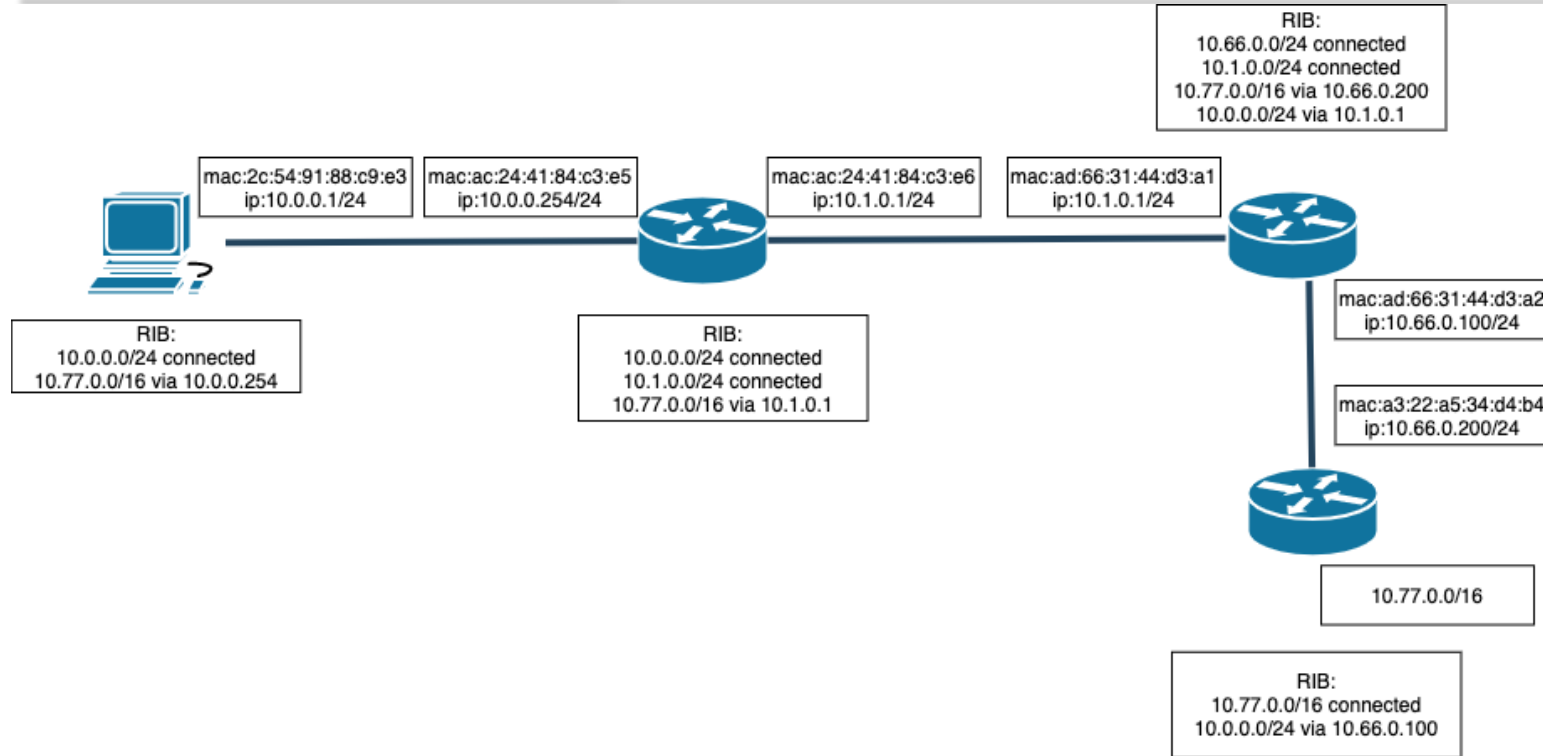 RIB:
10.66.0.0/24 connected
10.1.0.0/24 connected
10.77.0.0/16 via 10.66.0.200
10.0.0.0/24 via 10.1.0.1
mac:2c:54:91:88:c9:e3
ip:10.0.0.1/24
mac:ac:24:41:84:c3:e5
ip:10.0.0.254/24
mac:ac:24:41:84:c3:e6
ip:10.1.0.1/24
mac:ad:66:31:44:d3:a1
ip:10.1.0.1/24
?
mac:ad:66:31:44:d3:a2
ip:10.66.0.100/24
RIB:
10.0.0.0/24 connected
10.77.0.0/16 via 10.0.0.254
RIB:
10.0.0.0/24 connected
10.1.0.0/24 connected
10.77.0.0/16 via 10.1.0.1
mac:a3:22:a5:34:d4:b4
ip:10.66.0.200/24
10.77.0.0/16
RIB:
10.77.0.0/16 connected
10.0.0.0/24 via 10.66.0.100